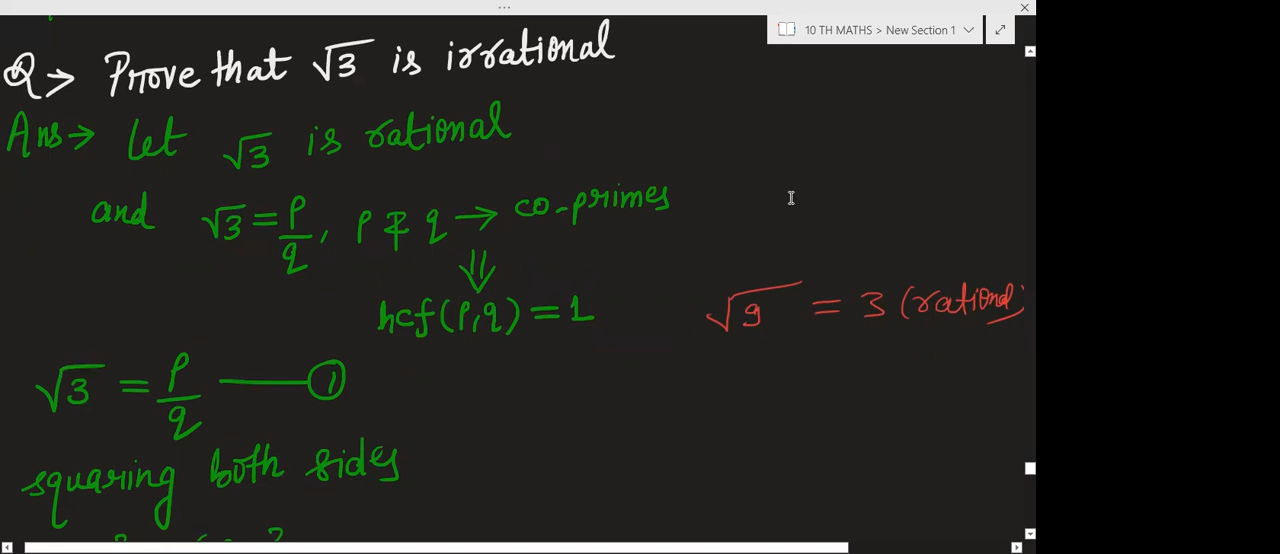 10 TH MATHS > New Section 1
Q> Prove that √3 is irrational
Ans→ Let √3 is rational
and √3 = p/q, p & q → co-primes
⇓
hcf(p,q) = 1
√9 = 3 (rational)
√3 = p/q —— ①
squaring both sides